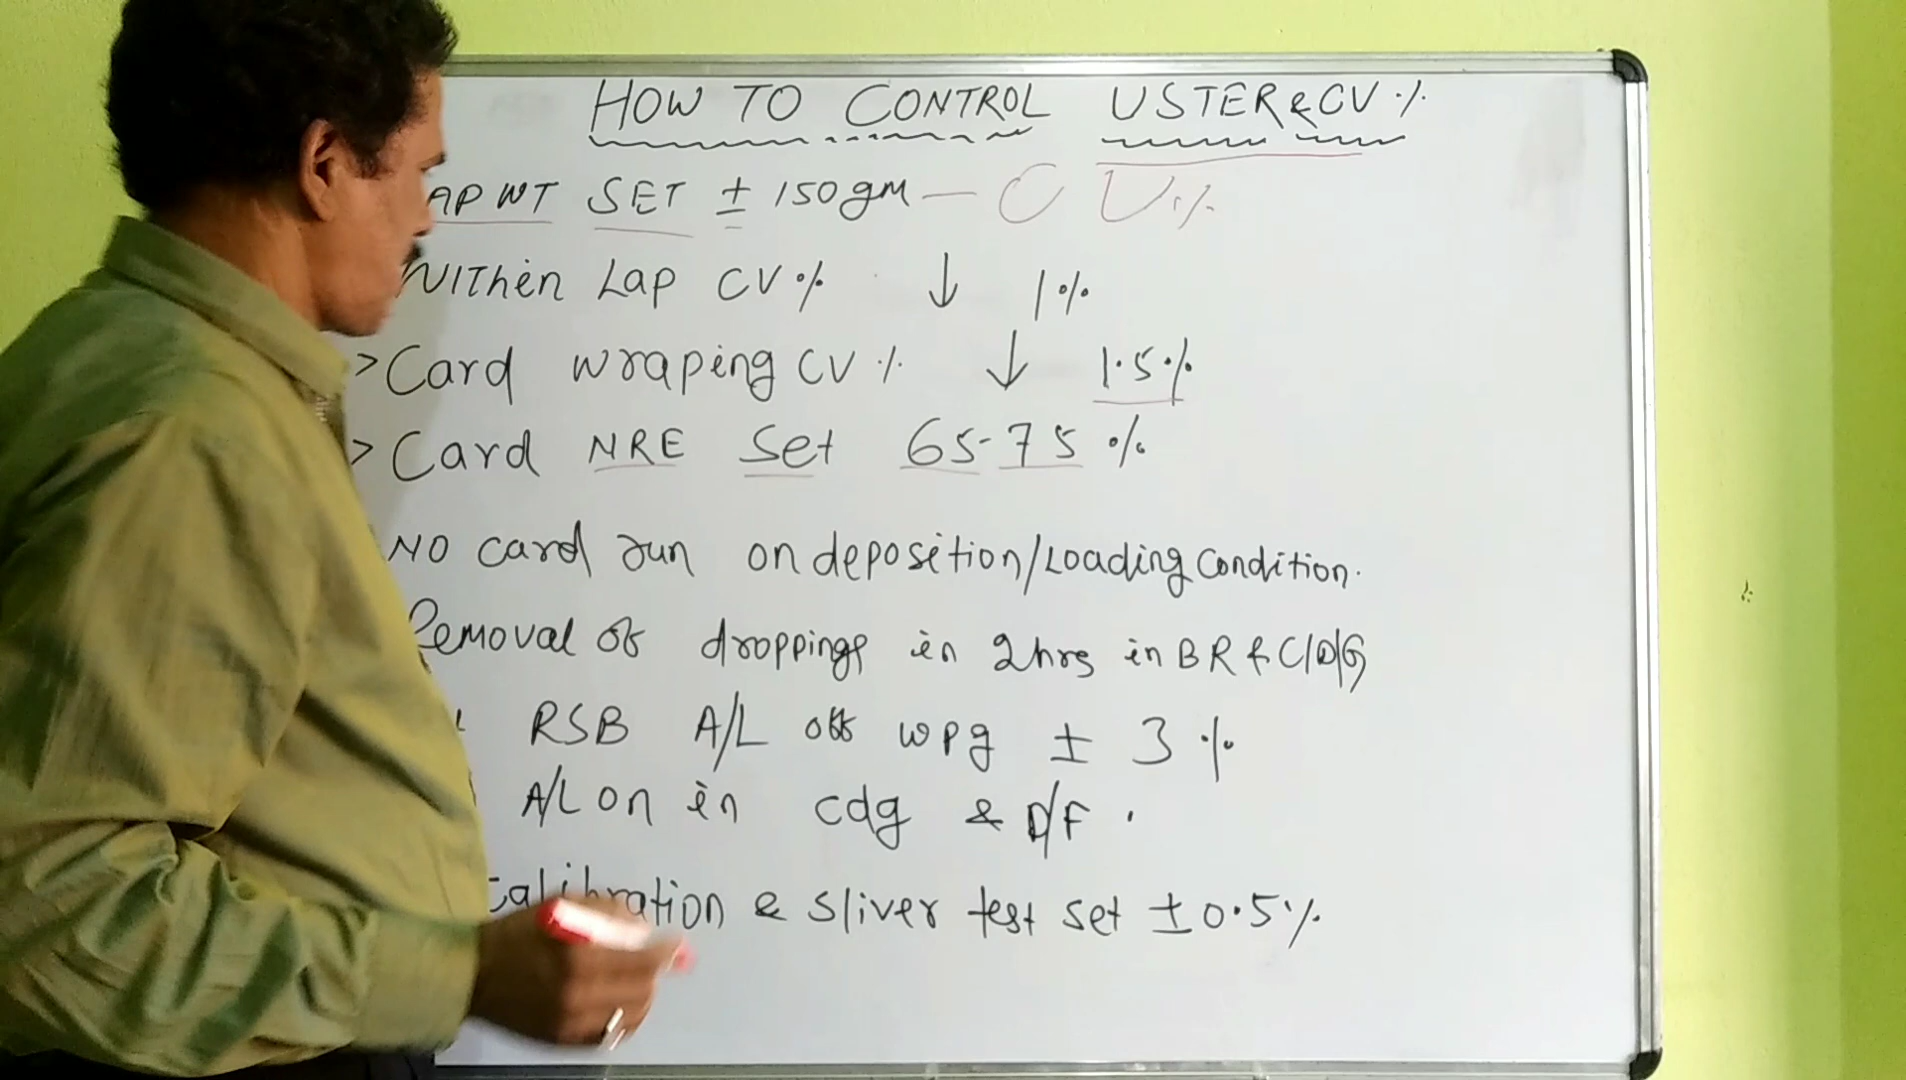 HOW TO CONTROL USTER & CV%
AP WT SET ± 150gm — U%
Within Lap CV% ↓ 1%
> Card wraping CV% ↓ 1.5%
> Card NRE Set 65-75%
NO card run on deposition/Loading Condition.
Removal of droppings in 2hrs in BR & C/D/G
RSB A/L off wpg ± 3%
A/L on in cdg & D/F.
Calibration & Sliver test set ± 0.5%